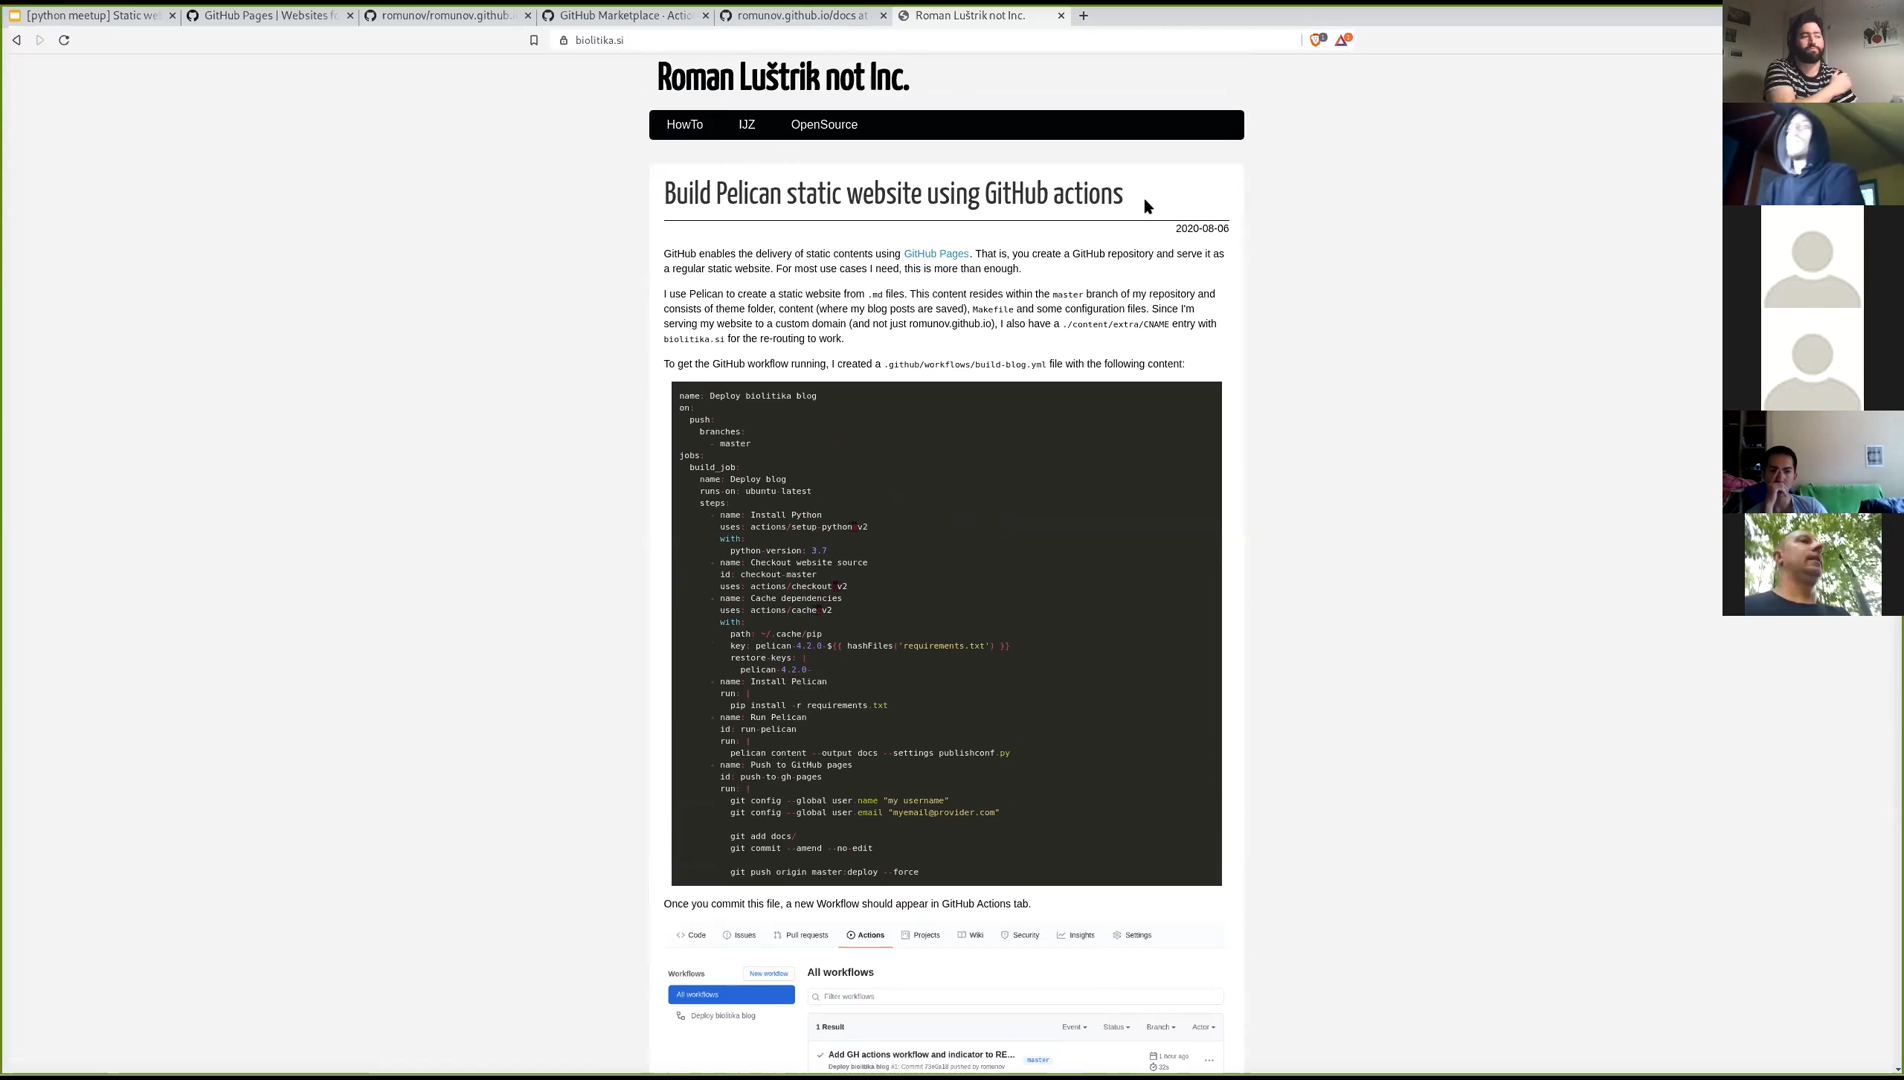 [python meetup] Static we
GitHub Pages | Websites fo
romunov/romunov.github.
GitHub Marketplace · Actio
romunov.github.io/docs at
Roman Luštrik not Inc.
biolitika.si
Roman Luštrik not Inc.
HowTo IJZ OpenSource
Build Pelican static website using GitHub actions
2020-08-06
GitHub enables the delivery of static contents using GitHub Pages. That is, you create a GitHub repository and serve it as
a regular static website. For most use cases I need, this is more than enough.
I use Pelican to create a static website from .md files. This content resides within the master branch of my repository and
consists of theme folder, content (where my blog posts are saved), Makefile and some configuration files. Since I'm
serving my website to a custom domain (and not just romunov.github.io), I also have a ./content/extra/CNAME entry with
biolitika.si for the re-routing to work.
To get the GitHub workflow running, I created a .github/workflows/build-blog.yml file with the following content:
name: Deploy biolitika blog
on:
push:
branches:
- master
jobs:
build_job:
name: Deploy blog
runs-on: ubuntu-latest
steps:
- name: Install Python
uses: actions/setup-python@v2
with:
python-version: 3.7
- name: Checkout website source
id: checkout-master
uses: actions/checkout@v2
- name: Cache dependencies
uses: actions/cache@v2
with:
path: ~/.cache/pip
key: pelican-4.2.0-${{ hashFiles('requirements.txt') }}
restore-keys: |
pelican-4.2.0-
- name: Install Pelican
run: |
pip install -r requirements.txt
- name: Run Pelican
id: run-pelican
run: |
pelican content --output docs --settings publishconf.py
- name: Push to GitHub pages
id: push-to-gh-pages
run: |
git config --global user.name "my username"
git config --global user.email "myemail@provider.com"
git add docs/
git commit --amend --no-edit
git push origin master:deploy --force
Once you commit this file, a new Workflow should appear in GitHub Actions tab.
Code Issues Pull requests Actions Projects Wiki Security Insights Settings
Workflows New workflow All workflows
All workflows Filter workflows
Deploy biolitika blog
1 Result Event Status Branch Actor
Add GH actions workflow and indicator to RE... master 1 hour ago
Deploy biolitika blog #1: Commit 73e0a18 pushed by romunov 32s